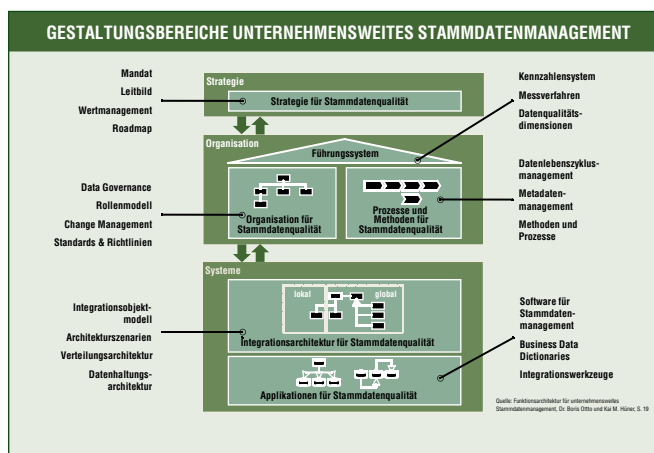 GESTALTUNGSBEREICHE UNTERNEHMENSWEITES STAMMDATENMANAGEMENT
Mandat
Leitbild
Wertmanagement
Roadmap
Strategie
Strategie für Stammdatenqualität
Kennzahlensystem
Messverfahren
Datenqualitäts-
dimensionen
Organisation
Führungssystem
Data Governance
Rollenmodell
Change Management
Standards & Richtlinien
Organisation für
Stammdatenqualität
Prozesse und
Methoden für
Stammdatenqualität
Datenlebenszyklus-
management
Metadaten-
management
Methoden und
Prozesse
Systeme
lokal
global
Integrationsarchitektur für Stammdatenqualität
Integrationsobjekt-
modell
Architekturszenarien
Verteilungsarchitektur
Datenhaltungs-
architektur
Applikationen für Stammdatenqualität
Software für
Stammdaten-
management
Business Data
Dictionaries
Integrationswerkzeuge
Quelle: Funktionsarchitektur für unternehmensweites
Stammdatenmanagement, Dr. Boris Ottto und Kai M. Hüner, S. 19